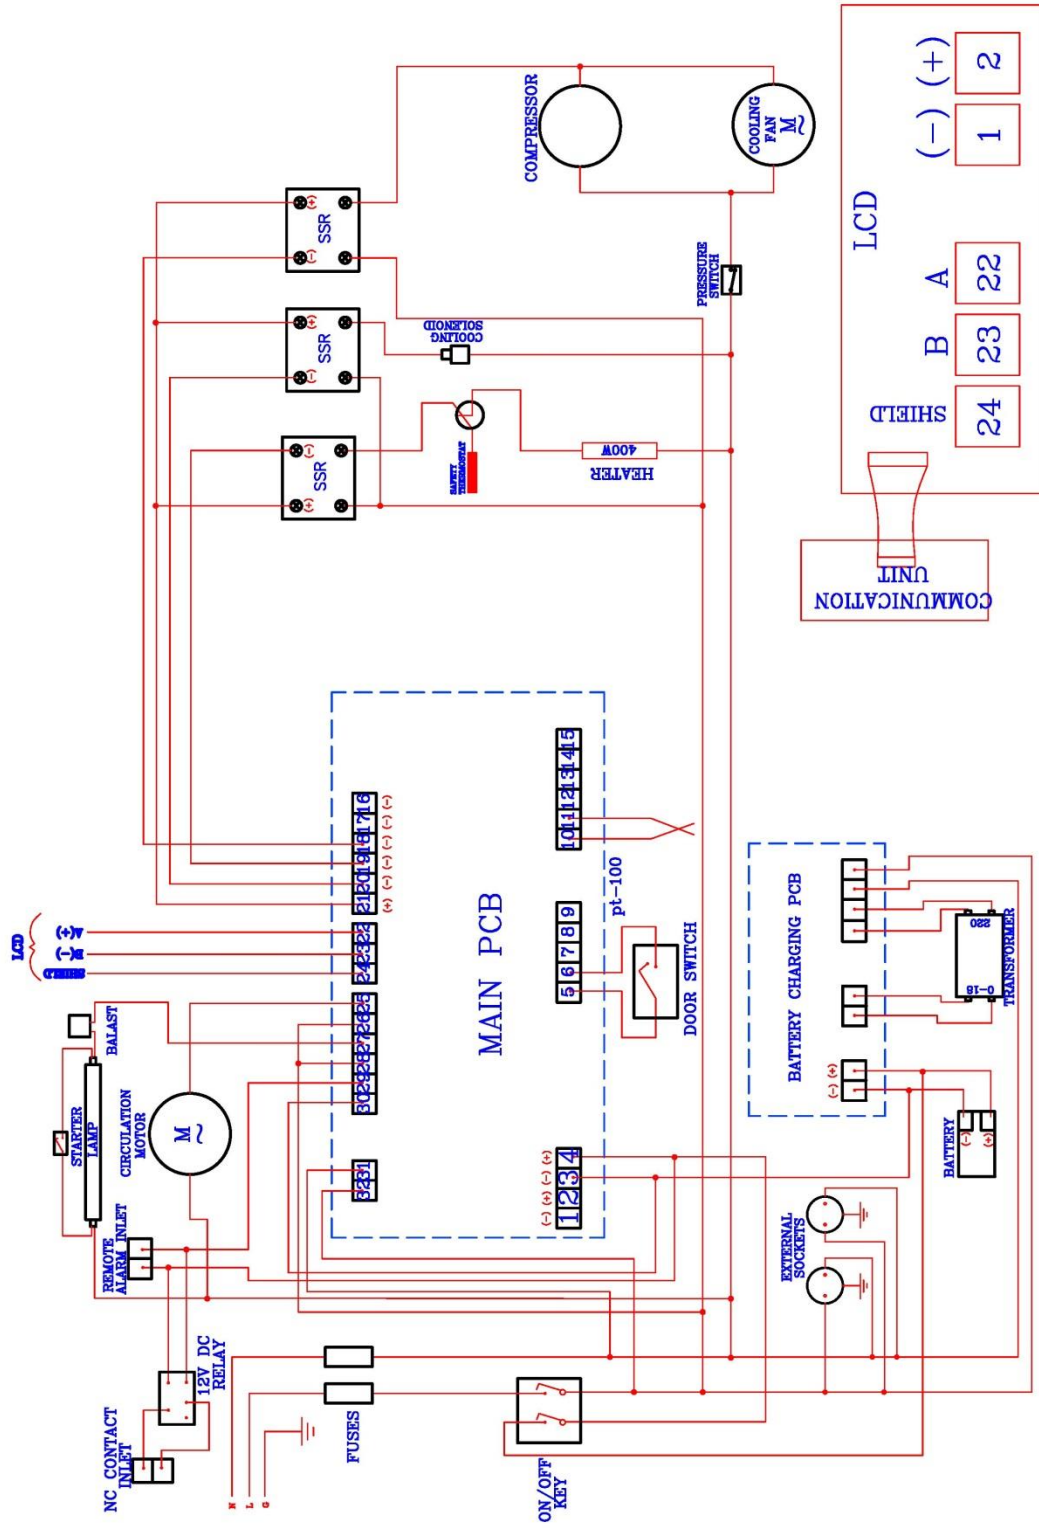 NC CONTACT
INLET
12V DC
RELAY
REMOTE
ALARM INLET
STARTER
LAMP
BALAST
CIRCULATION
MOTOR
M
~
LCD
A(+)
B(-)
SHIELD
N
L
G
FUSES
ON/OFF
KEY
MAIN PCB
32 31
30 29 28 27 26 25
24 23 22
21 20 19 18 17 16
(+) (-) (-) (-) (-) (-)
(-) (+) (-) (+)
1 2 3 4
5 6 7 8 9
10 11 12 13 14 15
pt-100
DOOR SWITCH
SSR
(+) (-)
SSR
(-) (+)
SSR
(-) (+)
SAFETY
THERMOSTAT
COOLING
SOLENOID
HEATER
400W
COMPRESSOR
COOLING
FAN
M
~
PRESSURE
SWITCH
EXTERNAL
SOCKETS
BATTERY
(-)
(+)
BATTERY CHARGING PCB
(-) (+)
TRANSFORMER
0-18
220
COMMUNICATION
UNIT
LCD
SHIELD B A (-) (+)
24 23 22 1 2